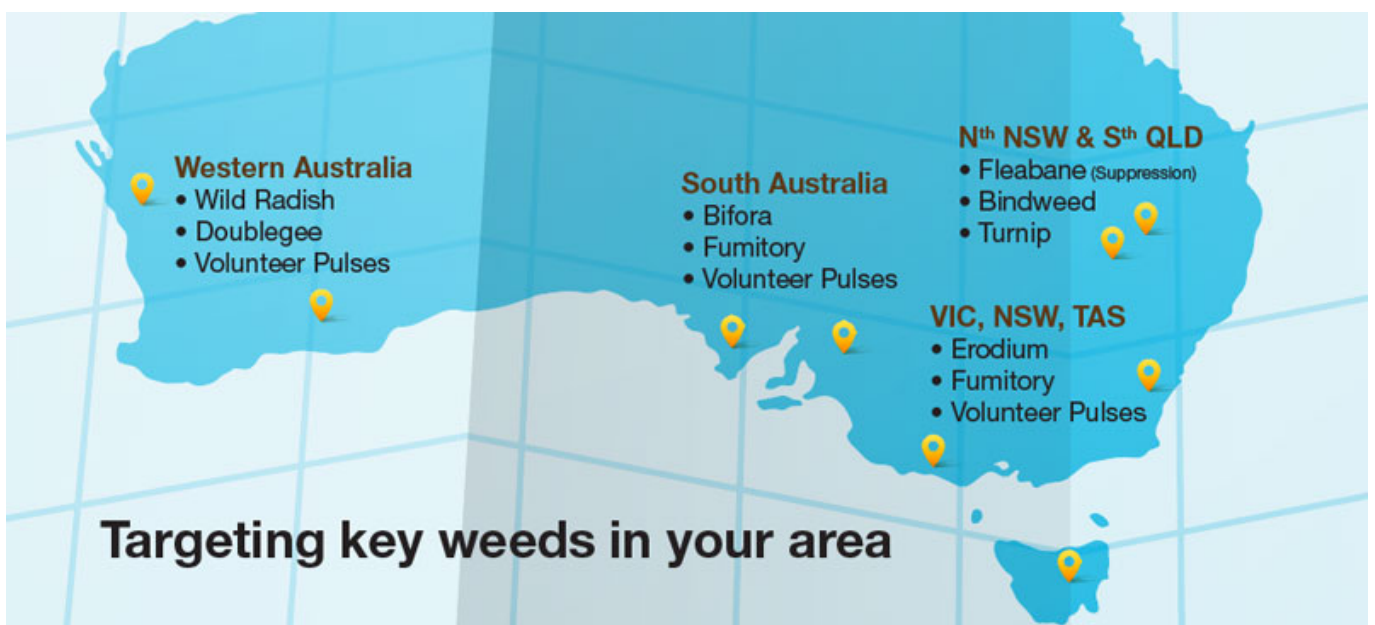 Western Australia
• Wild Radish
• Doublegee
• Volunteer Pulses
South Australia
• Bifora
• Fumitory
• Volunteer Pulses
Nth NSW & Sth QLD
• Fleabane (Suppression)
• Bindweed
• Turnip
VIC, NSW, TAS
• Erodium
• Fumitory
• Volunteer Pulses
Targeting key weeds in your area